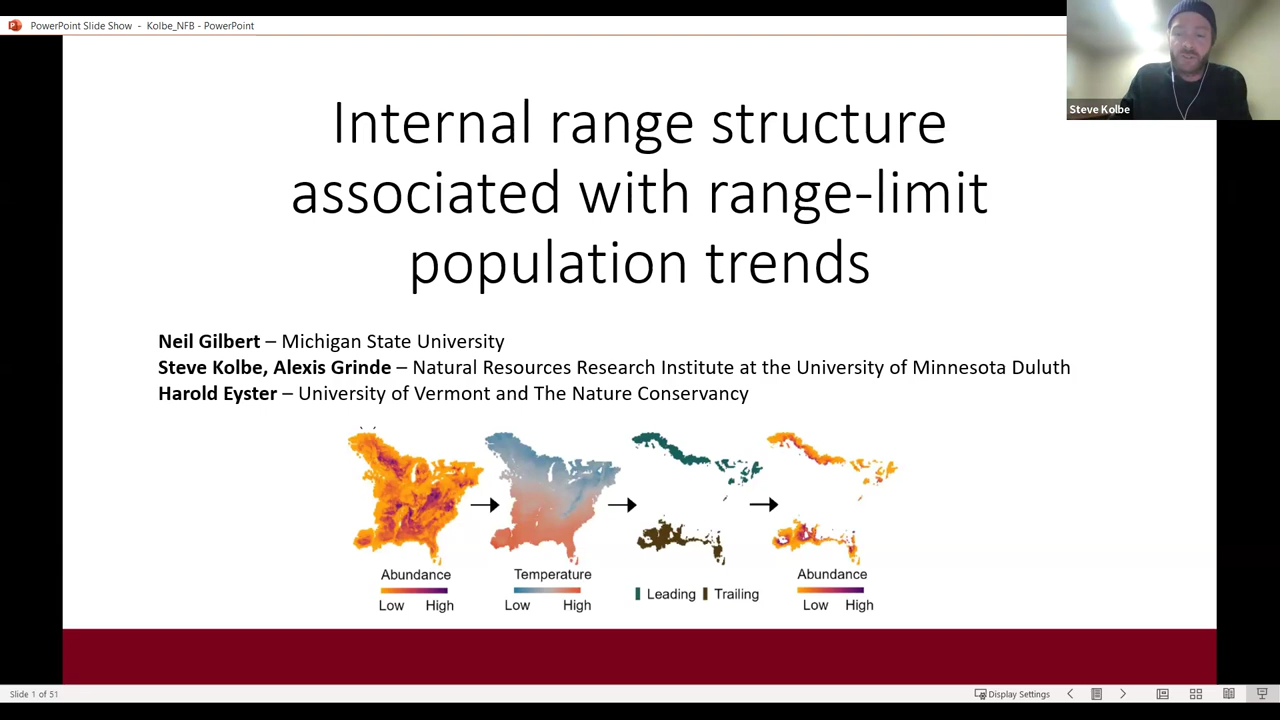 PowerPoint Slide Show - Kolbe_NFB - PowerPoint
Steve Kolbe
Internal range structure
associated with range-limit
population trends
Neil Gilbert – Michigan State University
Steve Kolbe, Alexis Grinde – Natural Resources Research Institute at the University of Minnesota Duluth
Harold Eyster – University of Vermont and The Nature Conservancy
Abundance
Low High
Temperature
Low High
Leading Trailing
Abundance
Low High
Slide 1 of 51
Display Settings